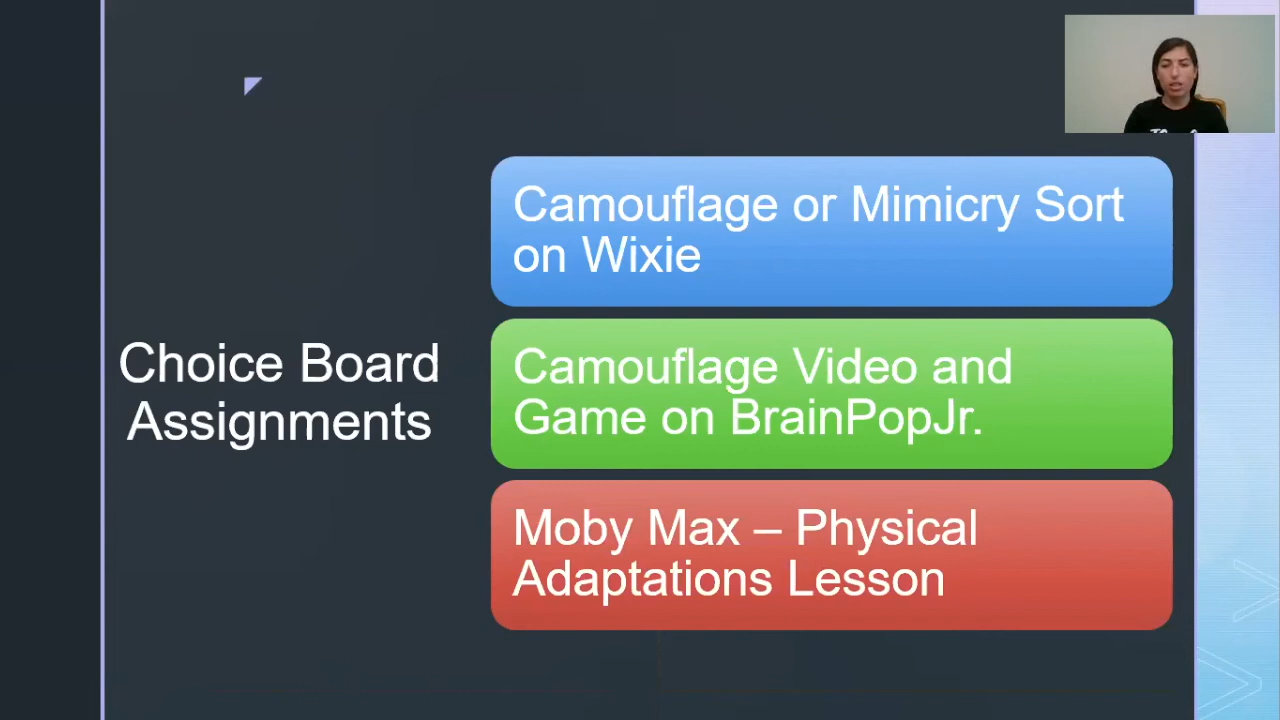 Choice Board
Assignments
Camouflage or Mimicry Sort
on Wixie
Camouflage Video and
Game on BrainPopJr.
Moby Max – Physical
Adaptations Lesson